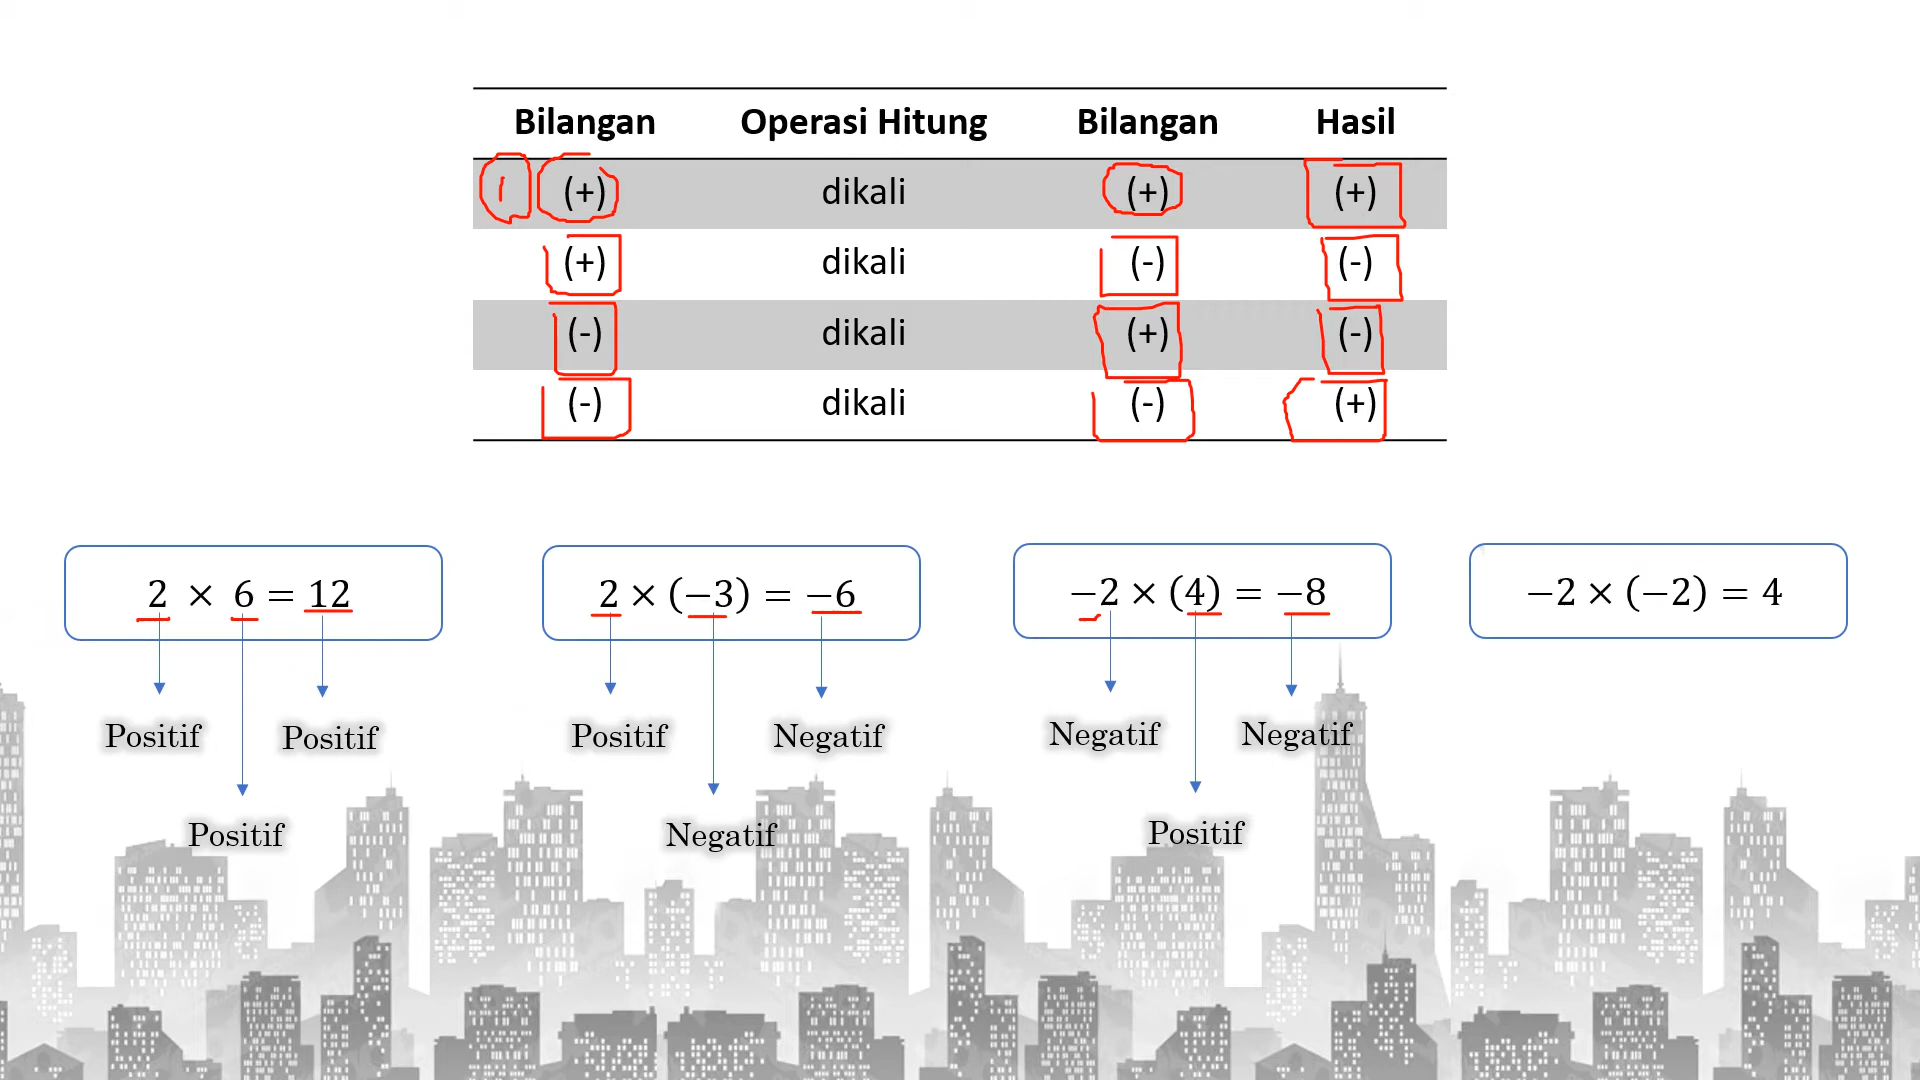 Bilangan Operasi Hitung Bilangan Hasil
1 (+) dikali (+) (+)
(+) dikali (-) (-)
(-) dikali (+) (-)
(-) dikali (-) (+)
2 × 6 = 12
Positif Positif
Positif
2 × (−3) = −6
Positif Negatif
Negatif
−2 × (4) = −8
Negatif Negatif
Positif
−2 × (−2) = 4